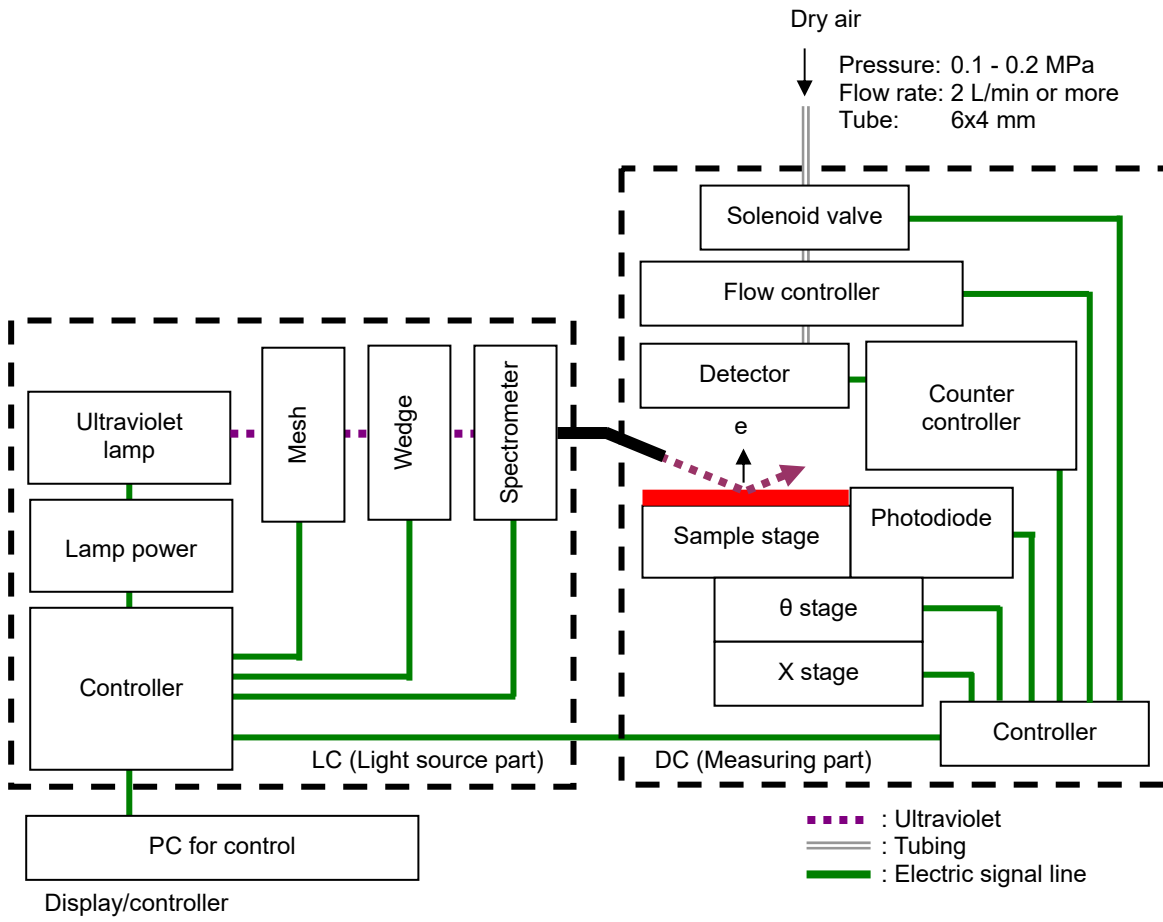 Dry air
Pressure: 0.1 - 0.2 MPa
Flow rate: 2 L/min or more
Tube: 6x4 mm
Solenoid valve
Flow controller
Detector
Counter
controller
e
Ultraviolet
lamp
Mesh
Wedge
Spectrometer
Lamp power
Controller
Sample stage
Photodiode
θ stage
X stage
Controller
LC (Light source part)
DC (Measuring part)
PC for control
Display/controller
: Ultraviolet
: Tubing
: Electric signal line